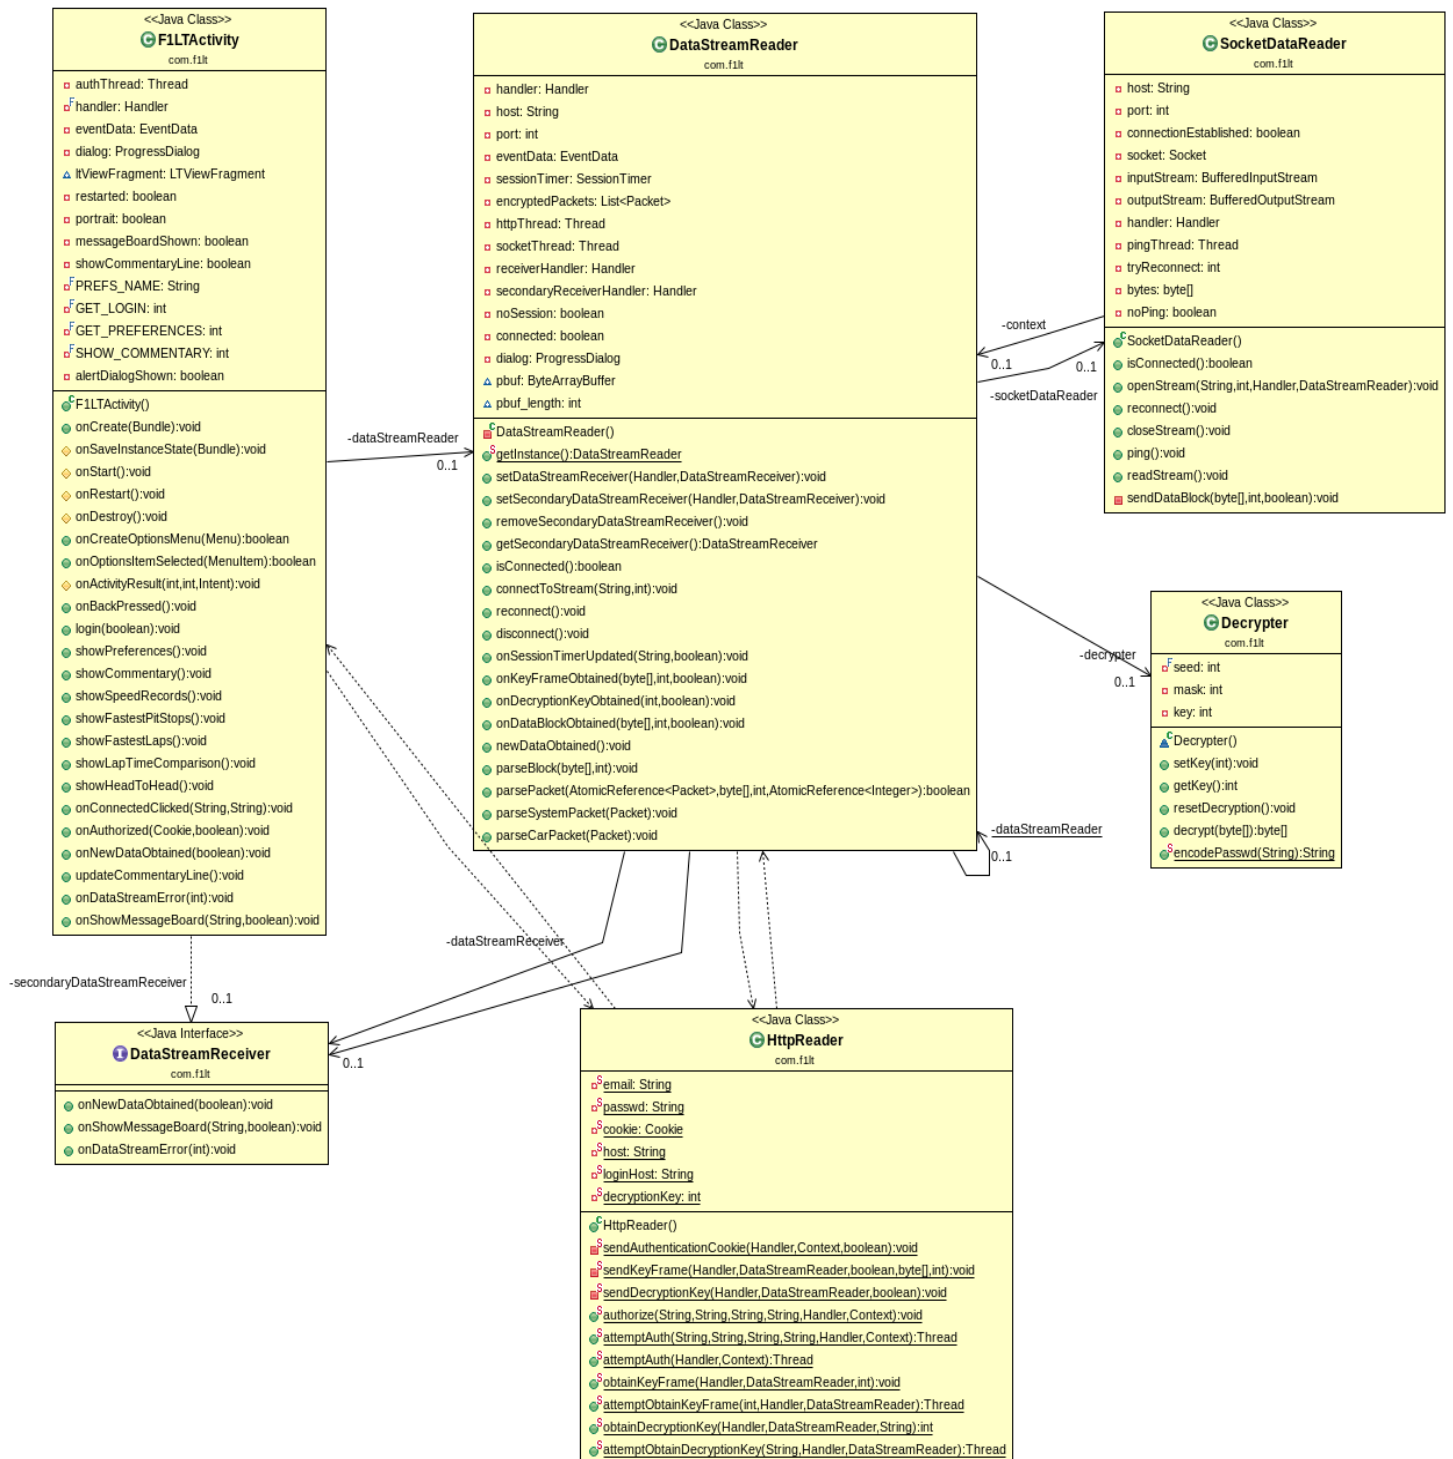 <<Java Class>>
F1LTActivity
com.f1lt
authThread: Thread
handler: Handler
eventData: EventData
dialog: ProgressDialog
ltViewFragment: LTViewFragment
restarted: boolean
portrait: boolean
messageBoardShown: boolean
showCommentaryLine: boolean
PREFS_NAME: String
GET_LOGIN: int
GET_PREFERENCES: int
SHOW_COMMENTARY: int
alertDialogShown: boolean
F1LTActivity()
onCreate(Bundle):void
onSaveInstanceState(Bundle):void
onStart():void
onRestart():void
onDestroy():void
onCreateOptionsMenu(Menu):boolean
onOptionsItemSelected(MenuItem):boolean
onActivityResult(int,int,Intent):void
onBackPressed():void
login(boolean):void
showPreferences():void
showCommentary():void
showSpeedRecords():void
showFastestPitStops():void
showFastestLaps():void
showLapTimeComparison():void
showHeadToHead():void
onConnectedClicked(String,String):void
onAuthorized(Cookie,boolean):void
onNewDataObtained(boolean):void
updateCommentaryLine():void
onDataStreamError(int):void
onShowMessageBoard(String,boolean):void
-dataStreamReader
0..1
<<Java Class>>
DataStreamReader
com.f1lt
handler: Handler
host: String
port: int
eventData: EventData
sessionTimer: SessionTimer
encryptedPackets: List<Packet>
httpThread: Thread
socketThread: Thread
receiverHandler: Handler
secondaryReceiverHandler: Handler
noSession: boolean
connected: boolean
dialog: ProgressDialog
pbuf: ByteArrayBuffer
pbuf_length: int
DataStreamReader()
getInstance():DataStreamReader
setDataStreamReceiver(Handler,DataStreamReceiver):void
setSecondaryDataStreamReceiver(Handler,DataStreamReceiver):void
removeSecondaryDataStreamReceiver():void
getSecondaryDataStreamReceiver():DataStreamReceiver
isConnected():boolean
connectToStream(String,int):void
reconnect():void
disconnect():void
onSessionTimerUpdated(String,boolean):void
onKeyFrameObtained(byte[],int,boolean):void
onDecryptionKeyObtained(int,boolean):void
onDataBlockObtained(byte[],int,boolean):void
newDataObtained():void
parseBlock(byte[],int):void
parsePacket(AtomicReference<Packet>,byte[],int,AtomicReference<Integer>):boolean
parseSystemPacket(Packet):void
parseCarPacket(Packet):void
-context
0..1
0..1
-socketDataReader
<<Java Class>>
SocketDataReader
com.f1lt
host: String
port: int
connectionEstablished: boolean
socket: Socket
inputStream: BufferedInputStream
outputStream: BufferedOutputStream
handler: Handler
pingThread: Thread
tryReconnect: int
bytes: byte[]
noPing: boolean
SocketDataReader()
isConnected():boolean
openStream(String,int,Handler,DataStreamReader):void
reconnect():void
closeStream():void
ping():void
readStream():void
sendDataBlock(byte[],int,boolean):void
-decrypter
0..1
<<Java Class>>
Decrypter
com.f1lt
seed: int
mask: int
key: int
Decrypter()
setKey(int):void
getKey():int
resetDecryption():void
decrypt(byte[]):byte[]
encodePasswd(String):String
-dataStreamReader
0..1
-dataStreamReceiver
-secondaryDataStreamReceiver
0..1
0..1
<<Java Interface>>
DataStreamReceiver
com.f1lt
onNewDataObtained(boolean):void
onShowMessageBoard(String,boolean):void
onDataStreamError(int):void
<<Java Class>>
HttpReader
com.f1lt
email: String
passwd: String
cookie: Cookie
host: String
loginHost: String
decryptionKey: int
HttpReader()
sendAuthenticationCookie(Handler,Context,boolean):void
sendKeyFrame(Handler,DataStreamReader,boolean,byte[],int):void
sendDecryptionKey(Handler,DataStreamReader,boolean):void
authorize(String,String,String,String,Handler,Context):void
attemptAuth(String,String,String,String,Handler,Context):Thread
attemptAuth(Handler,Context):Thread
obtainKeyFrame(Handler,DataStreamReader,int):void
attemptObtainKeyFrame(int,Handler,DataStreamReader):Thread
obtainDecryptionKey(Handler,DataStreamReader,String):int
attemptObtainDecryptionKey(String,Handler,DataStreamReader):Thread